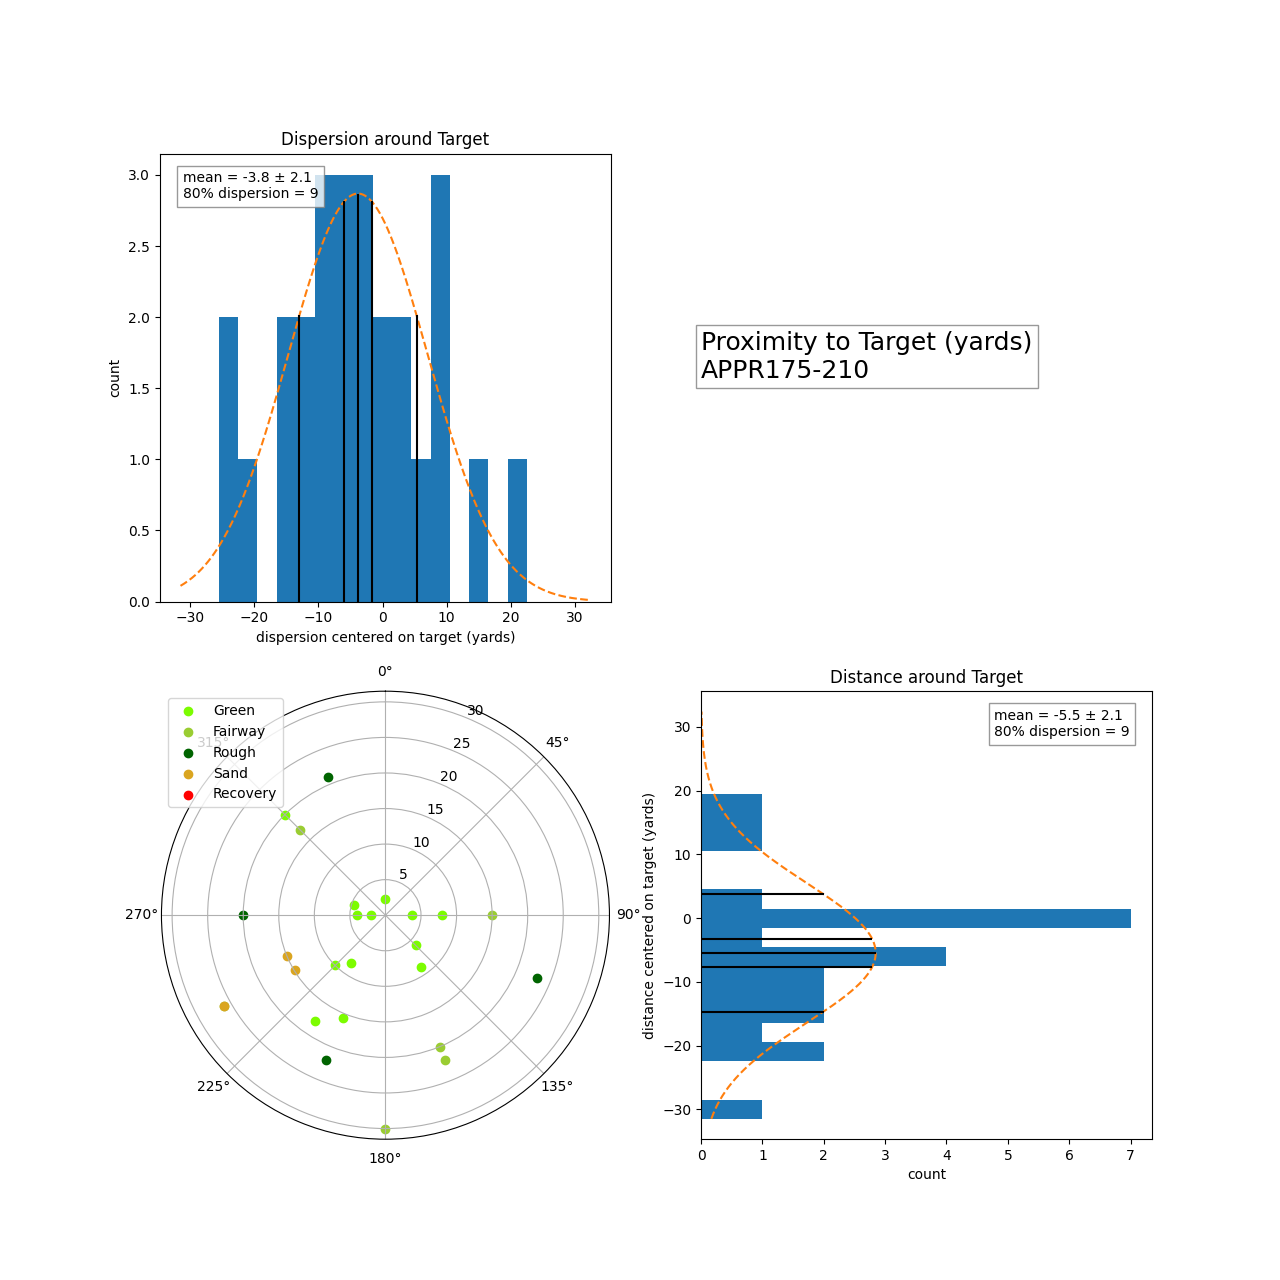 Dispersion around Target
mean = -3.8 ± 2.1
80% dispersion = 9
3.0
2.5
2.0
1.5
1.0
0.5
0.0
count
−30
−20
−10
0
10
20
30
dispersion centered on target (yards)
Proximity to Target (yards)
APPR175-210
0°
45°
90°
135°
180°
225°
270°
315°
5
10
15
20
25
30
Green
Fairway
Rough
Sand
Recovery
Distance around Target
mean = -5.5 ± 2.1
80% dispersion = 9
30
20
10
0
−10
−20
−30
distance centered on target (yards)
0
1
2
3
4
5
6
7
count